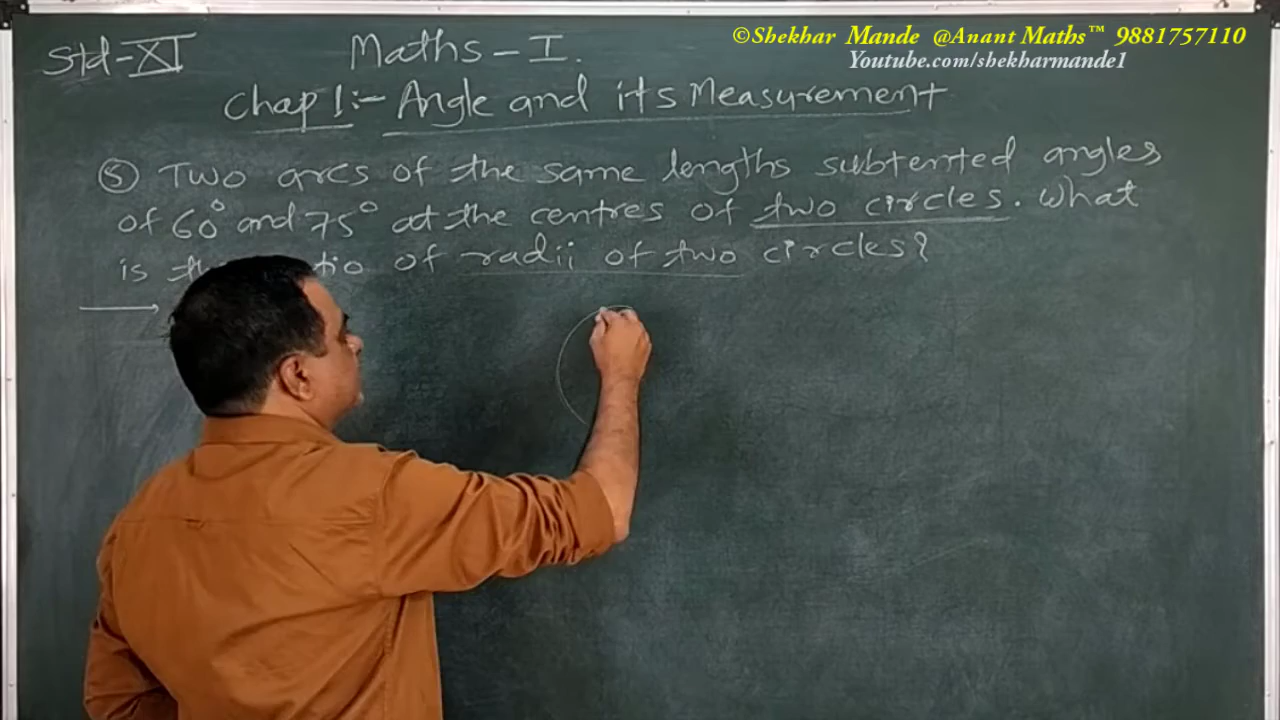 ©Shekhar Mande @Anant Maths™ 9881757110
Youtube.com/shekharmande1
Std-XI Maths-I.
Chap 1:- Angle and its Measurement
(5) Two arcs of the same lengths subtented angles
of 60° and 75° at the centres of two circles. What
is of radii of two circles?